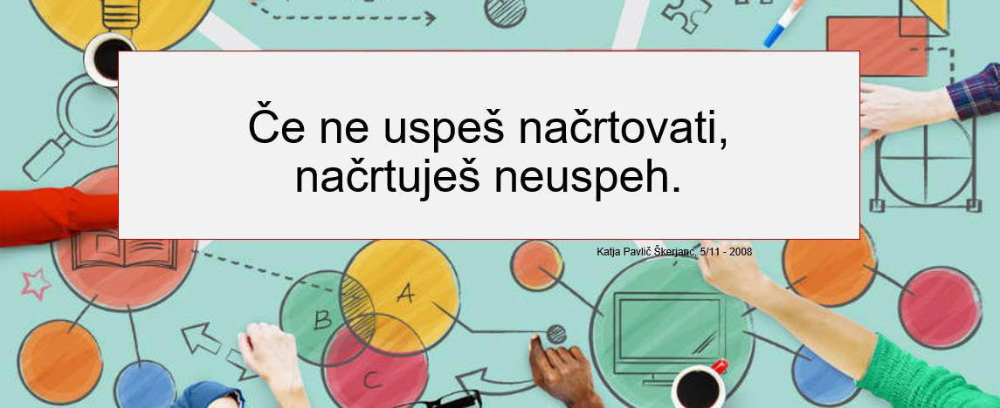 Če ne uspeš načrtovati,
načrtuješ neuspeh.
Katja Pavlič Škerjanc, 5/11 - 2008
A
B
C